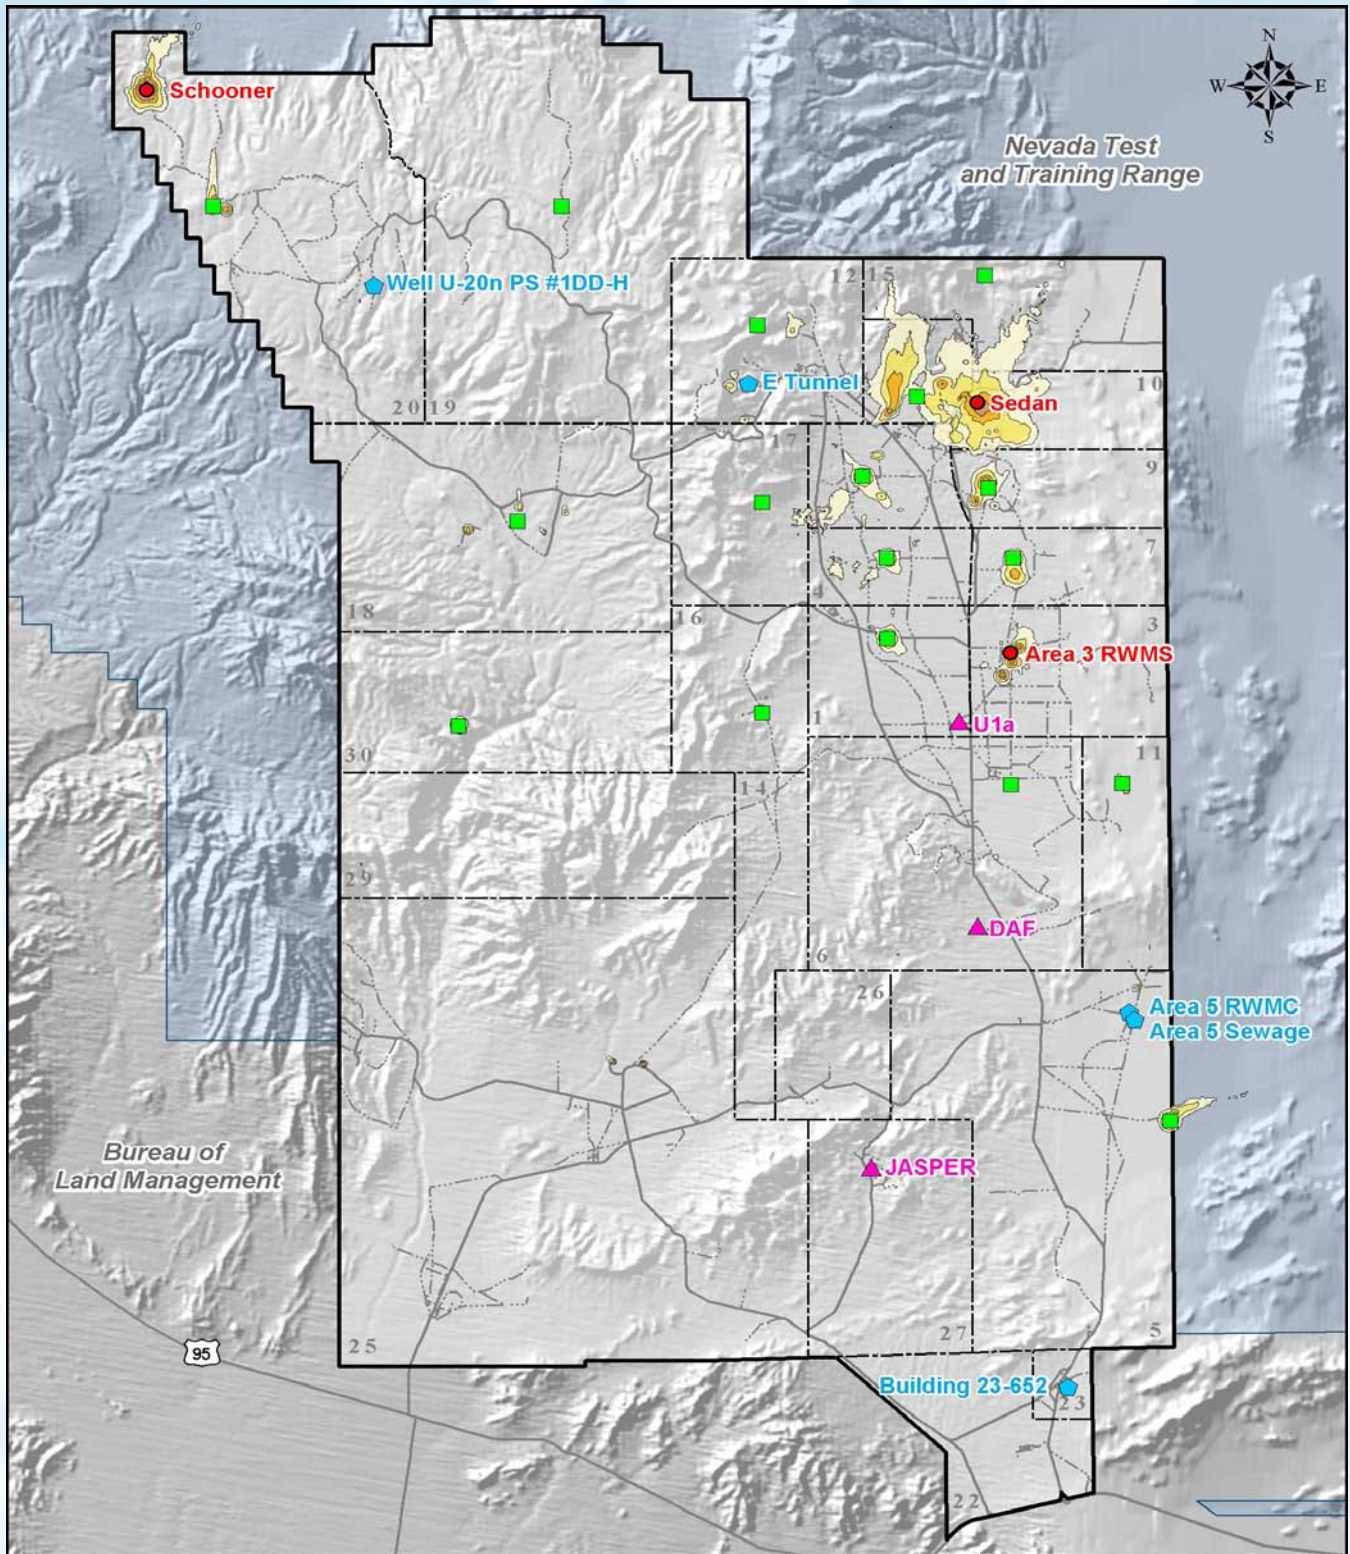 N
W
E
S
Schooner
Nevada Test
and Training Range
Well U-20n PS #1DD-H
12
15
E Tunnel
10
Sedan
20
19
17
9
2
7
18
4
16
3
Area 3 RWMS
U1a
1
30
11
14
29
DAF
6
26
Area 5 RWMC
Area 5 Sewage
Bureau of
Land Management
JASPER
95
25
27
5
Building 23-652
23
22